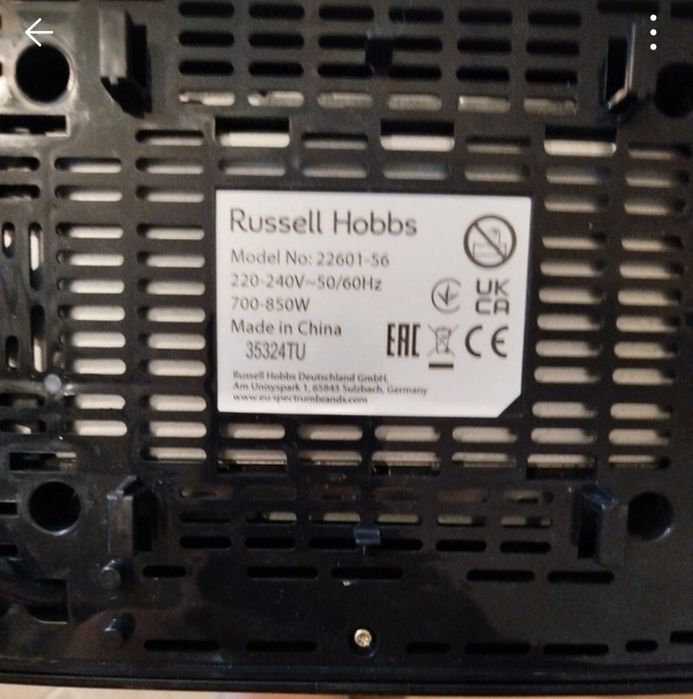 Russell Hobbs
Model No: 22601-56
220-240V~50/60Hz
700-850W
Made in China
35324TU
UK
CA
EAC
CE
Russell Hobbs Deutschland GmbH,
Am Unisyspark 1, 65843 Sulzbach, Germany
www.eu.spectrumbrands.com